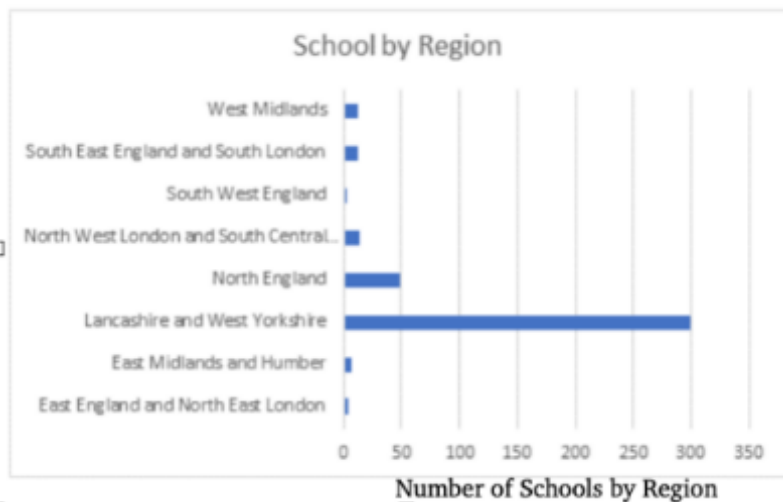 School by Region
West Midlands
South East England and South London
South West England
North West London and South Central...
North England
Lancashire and West Yorkshire
East Midlands and Humber
East England and North East London
0 50 100 150 200 250 300 350
Number of Schools by Region